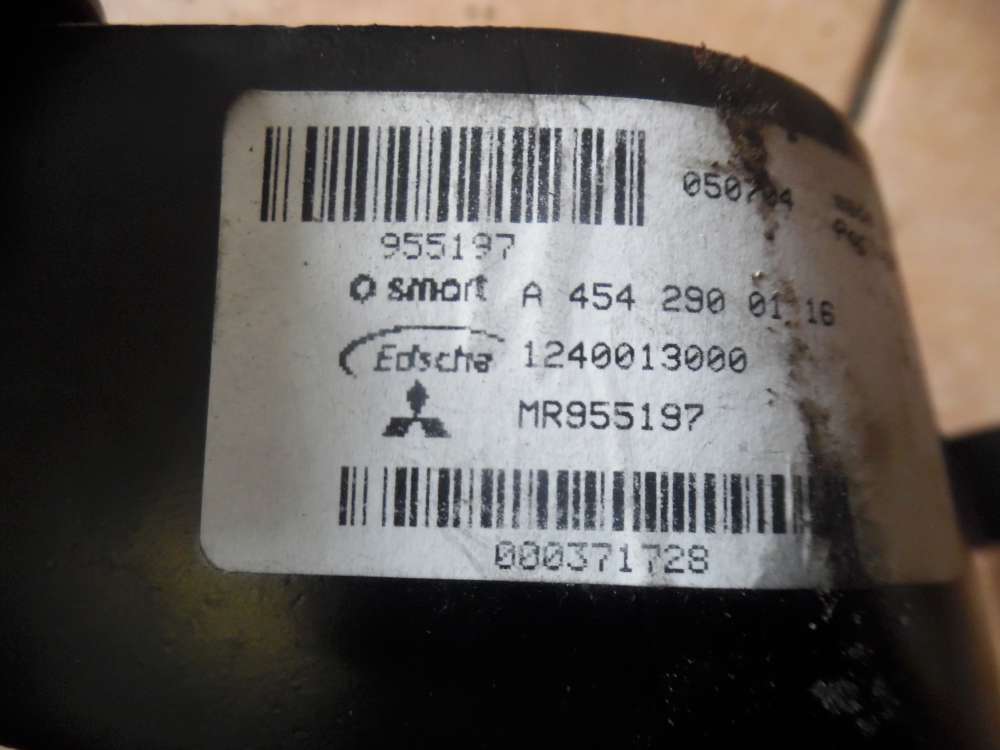 050704
955197
smart A 454 290 01 16
Edscha 1240013000
MR955197
000371728